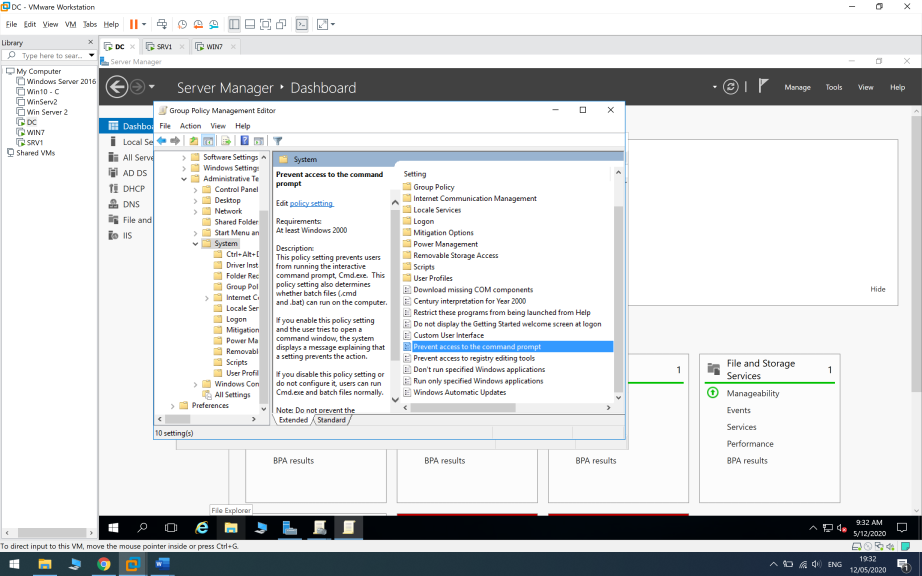 DC - VMware Workstation
File Edit View VM Tabs Help
Library
Type here to sear...
My Computer
Windows Server 2016
Win10 - C
WinServ2
Win Server 2
DC
WIN7
SRV1
Shared VMs
DC SRV1 WIN7
Server Manager
Server Manager Dashboard
Manage Tools View Help
Dashboa
Local Se
All Serve
AD DS
DHCP
DNS
File and
IIS
Group Policy Management Editor
File Action View Help
Software Settings
Windows Settings
Administrative Te
Control Panel
Desktop
Network
Shared Folder
Start Menu an
System
Ctrl+Alt+D
Driver Inst
Folder Rec
Group Pol
Internet Co
Locale Ser
Logon
Mitigation
Power Ma
Removabl
Scripts
User Profil
Windows Con
All Settings
Preferences
System
Prevent access to the command
prompt
Edit policy setting
Requirements:
At least Windows 2000
Description:
This policy setting prevents users
from running the interactive
command prompt, Cmd.exe. This
policy setting also determines
whether batch files (.cmd
and .bat) can run on the computer.
If you enable this policy setting
and the user tries to open a
command window, the system
displays a message explaining that
a setting prevents the action.
If you disable this policy setting or
do not configure it, users can run
Cmd.exe and batch files normally.
Note: Do not prevent the
Setting
Group Policy
Internet Communication Management
Locale Services
Logon
Mitigation Options
Power Management
Removable Storage Access
Scripts
User Profiles
Download missing COM components
Century interpretation for Year 2000
Restrict these programs from being launched from Help
Do not display the Getting Started welcome screen at logon
Custom User Interface
Prevent access to the command prompt
Prevent access to registry editing tools
Don't run specified Windows applications
Run only specified Windows applications
Windows Automatic Updates
Extended Standard
10 setting(s)
Hide
1
File and Storage
Services 1
Manageability
Events
Services
Performance
BPA results
BPA results
BPA results
BPA results
File Explorer
9:32 AM
5/12/2020
To direct input to this VM, move the mouse pointer inside or press Ctrl+G.
ENG
19:32
12/05/2020